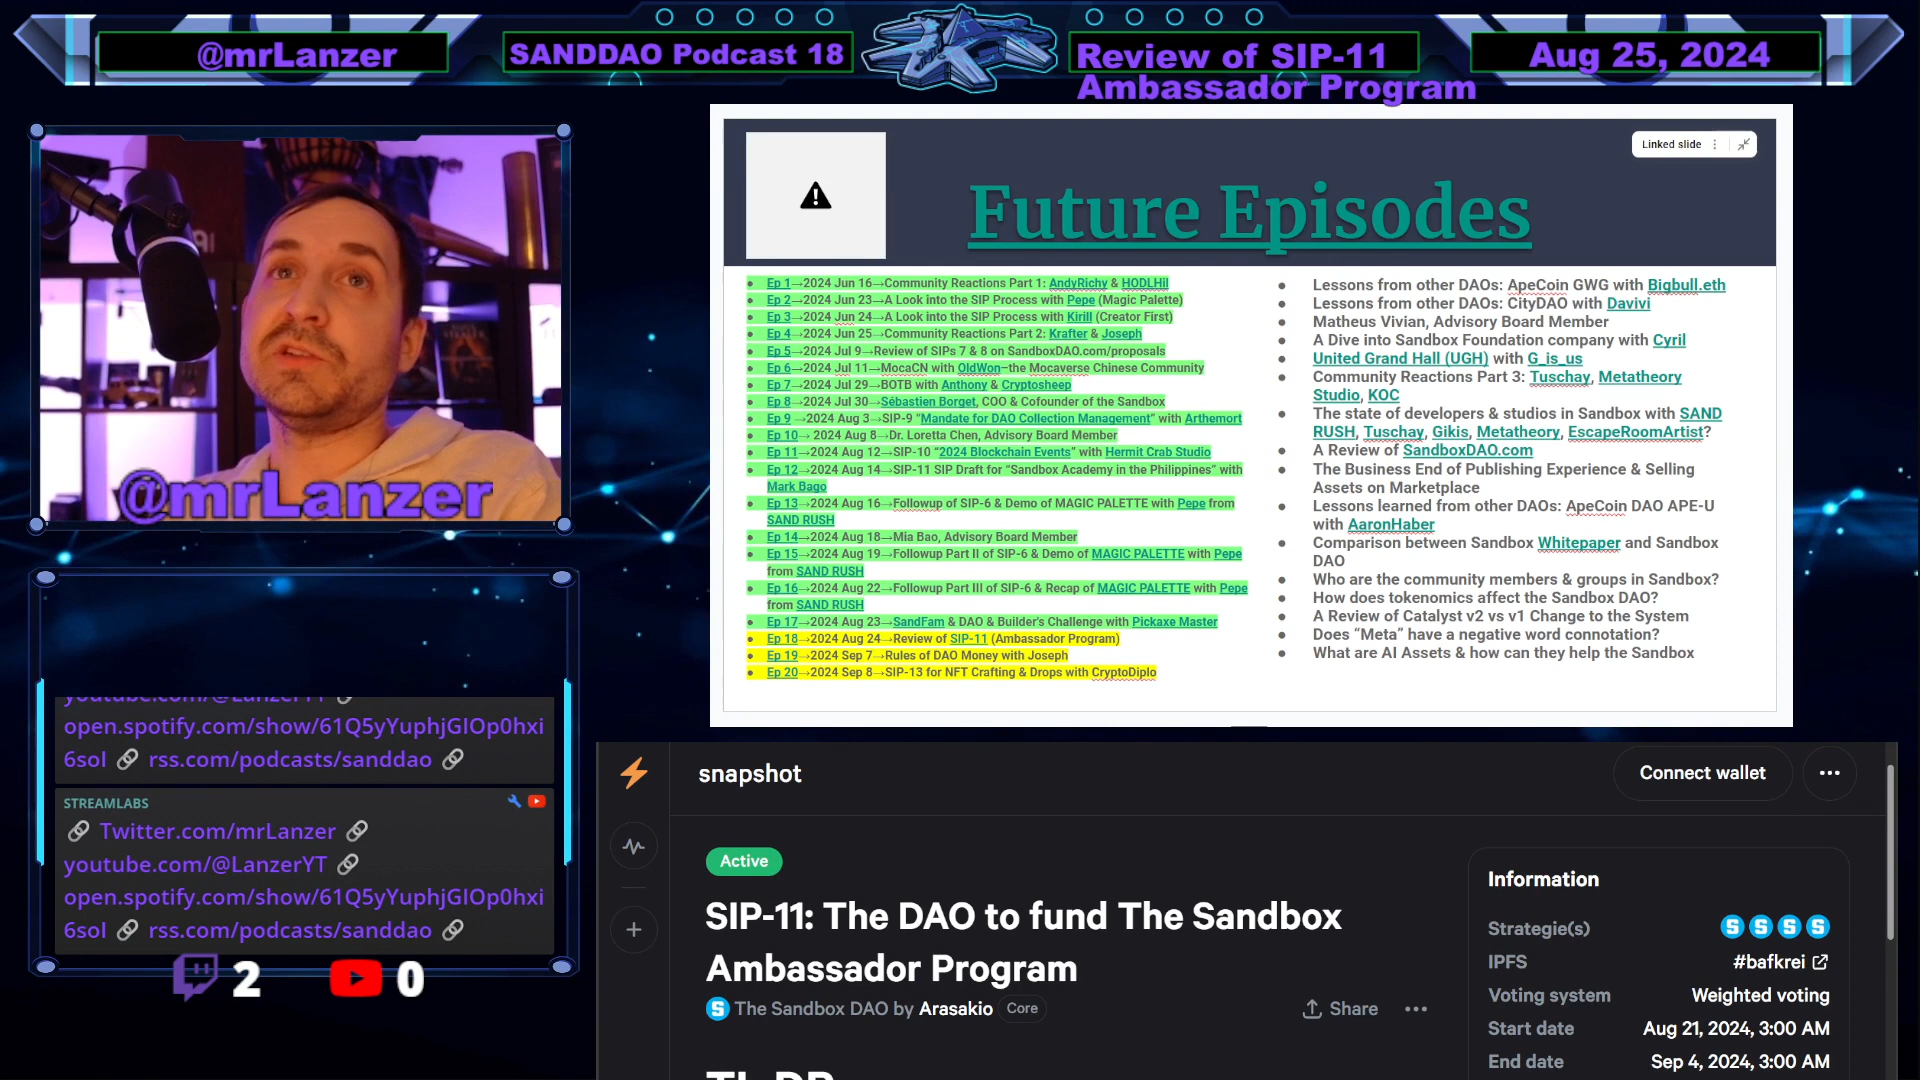 @mrLanzer
SANDDAO Podcast 18
Review of SIP-11
Ambassador Program
Aug 25, 2024
@mrLanzer
Linked slide
Future Episodes
Ep 1→2024 Jun 16→Community Reactions Part 1: AndyRichy & HODLHil
Ep 2→2024 Jun 23→A Look into the SIP Process with Pepe (Magic Palette)
Ep 3→2024 Jun 24→A Look into the SIP Process with Kirill (Creator First)
Ep 4→2024 Jun 25→Community Reactions Part 2: Krafter & Joseph
Ep 5→2024 Jul 9→Review of SIPs 7 & 8 on SandboxDAO.com/proposals
Ep 6→2024 Jul 11→MocaCN with OldWon–the Mocaverse Chinese Community
Ep 7→2024 Jul 29→BOTB with Anthony & Cryptosheep
Ep 8→2024 Jul 30→Sébastien Borget, COO & Cofounder of the Sandbox
Ep 9 →2024 Aug 3→SIP-9 “Mandate for DAO Collection Management” with Arthemort
Ep 10→ 2024 Aug 8→Dr. Loretta Chen, Advisory Board Member
Ep 11→2024 Aug 12→SIP-10 “2024 Blockchain Events” with Hermit Crab Studio
Ep 12→2024 Aug 14→SIP-11 SIP Draft for “Sandbox Academy in the Philippines” with
Mark Bago
Ep 13→2024 Aug 16→Followup of SIP-6 & Demo of MAGIC PALETTE with Pepe from
SAND RUSH
Ep 14→2024 Aug 18→Mia Bao, Advisory Board Member
Ep 15→2024 Aug 19→Followup Part II of SIP-6 & Demo of MAGIC PALETTE with Pepe
from SAND RUSH
Ep 16→2024 Aug 22→Followup Part III of SIP-6 & Recap of MAGIC PALETTE with Pepe
from SAND RUSH
Ep 17→2024 Aug 23→SandFam & DAO & Builder's Challenge with Pickaxe Master
Ep 18→2024 Aug 24→Review of SIP-11 (Ambassador Program)
Ep 19→2024 Sep 7→Rules of DAO Money with Joseph
Ep 20→2024 Sep 8→SIP-13 for NFT Crafting & Drops with CryptoDiplo
Lessons from other DAOs: ApeCoin GWG with Bigbull.eth
Lessons from other DAOs: CityDAO with Davivi
Matheus Vivian, Advisory Board Member
A Dive into Sandbox Foundation company with Cyril
United Grand Hall (UGH) with G_is_us
Community Reactions Part 3: Tuschay, Metatheory
Studio, KOC
The state of developers & studios in Sandbox with SAND
RUSH, Tuschay, Gikis, Metatheory, EscapeRoomArtist?
A Review of SandboxDAO.com
The Business End of Publishing Experience & Selling
Assets on Marketplace
Lessons learned from other DAOs: ApeCoin DAO APE-U
with AaronHaber
Comparison between Sandbox Whitepaper and Sandbox
DAO
Who are the community members & groups in Sandbox?
How does tokenomics affect the Sandbox DAO?
A Review of Catalyst v2 vs v1 Change to the System
Does “Meta” have a negative word connotation?
What are AI Assets & how can they help the Sandbox
youtube.com/@LanzerYT
open.spotify.com/show/61Q5yYuphjGIOp0hxi
6sol rss.com/podcasts/sanddao
STREAMLABS
Twitter.com/mrLanzer
youtube.com/@LanzerYT
open.spotify.com/show/61Q5yYuphjGIOp0hxi
6sol rss.com/podcasts/sanddao
2
0
snapshot
Connect wallet
Active
SIP-11: The DAO to fund The Sandbox
Ambassador Program
The Sandbox DAO by Arasakio Core
Share
Information
Strategie(s)
IPFS #bafkrei
Voting system Weighted voting
Start date Aug 21, 2024, 3:00 AM
End date Sep 4, 2024, 3:00 AM